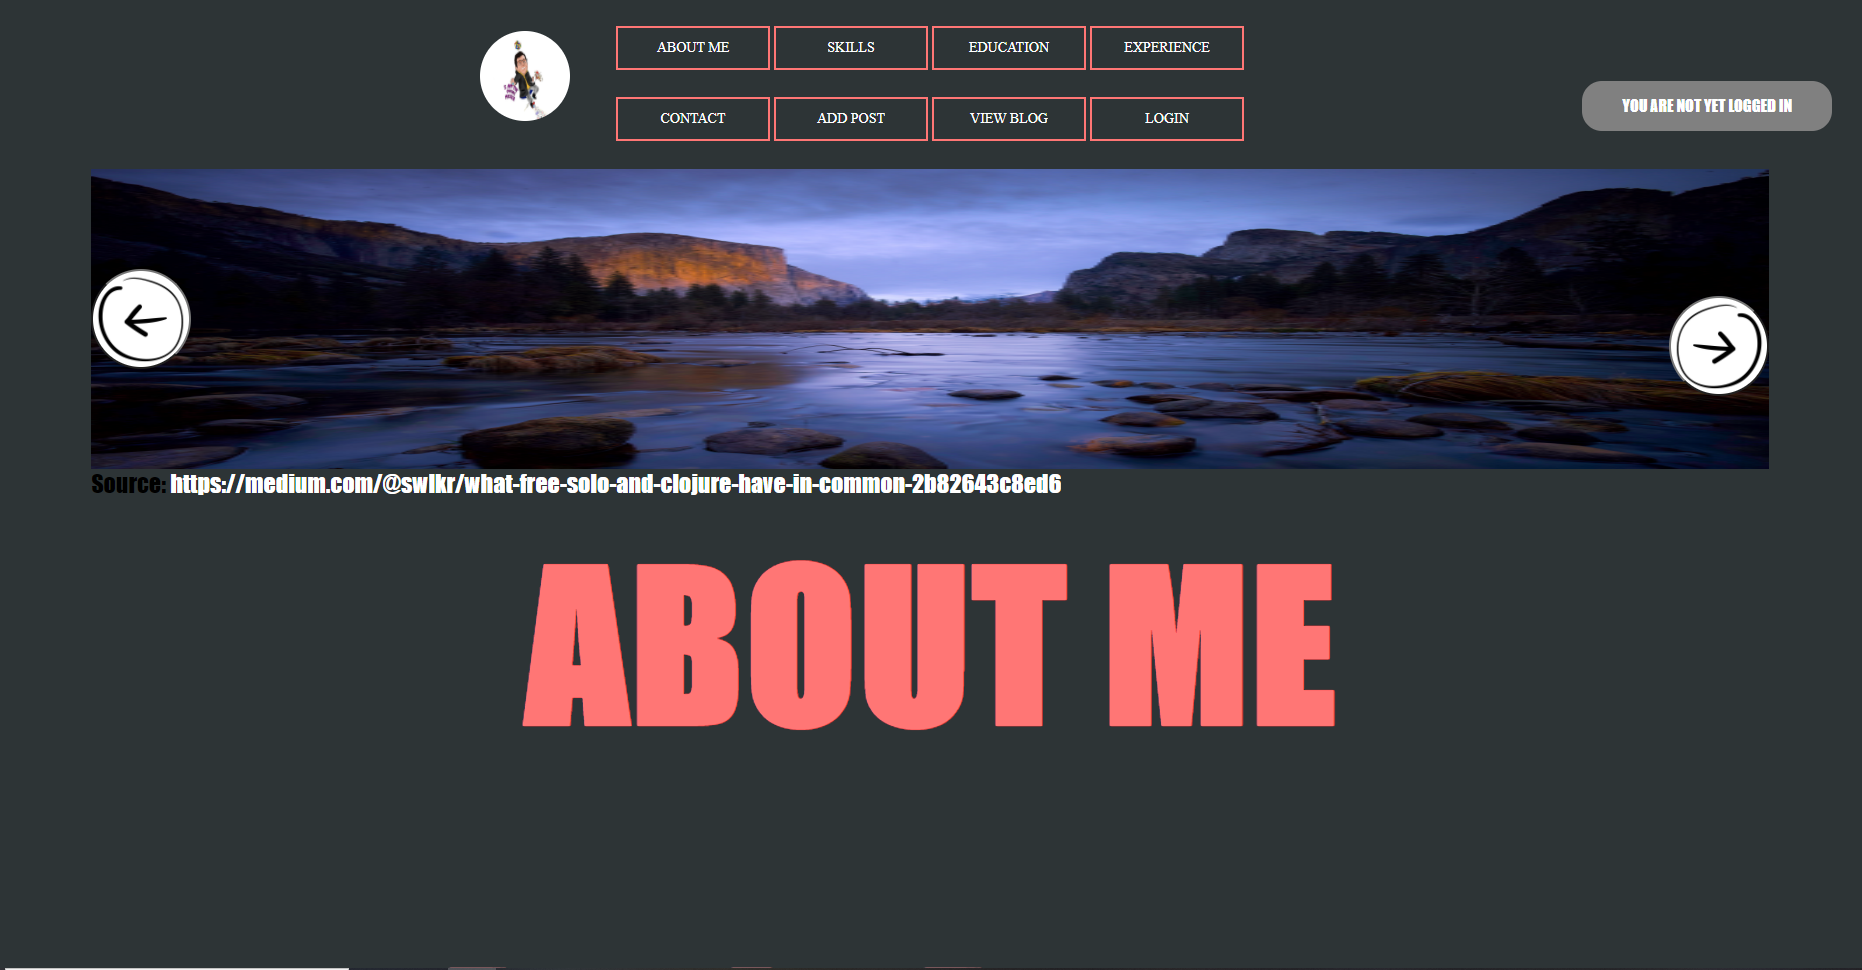 ABOUT ME
SKILLS
EDUCATION
EXPERIENCE
CONTACT
ADD POST
VIEW BLOG
LOGIN
YOU ARE NOT YET LOGGED IN
Source: https://medium.com/@swlkr/what-free-solo-and-clojure-have-in-common-2b82643c8ed6
ABOUT ME